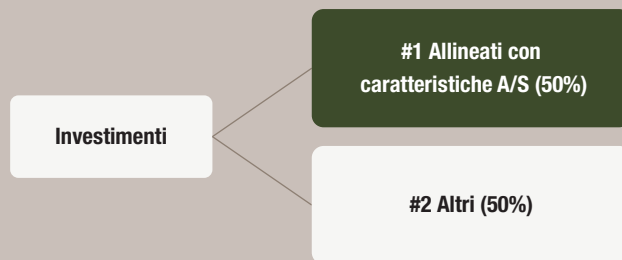 #1 Allineati con
caratteristiche A/S (50%)
Investimenti
#2 Altri (50%)